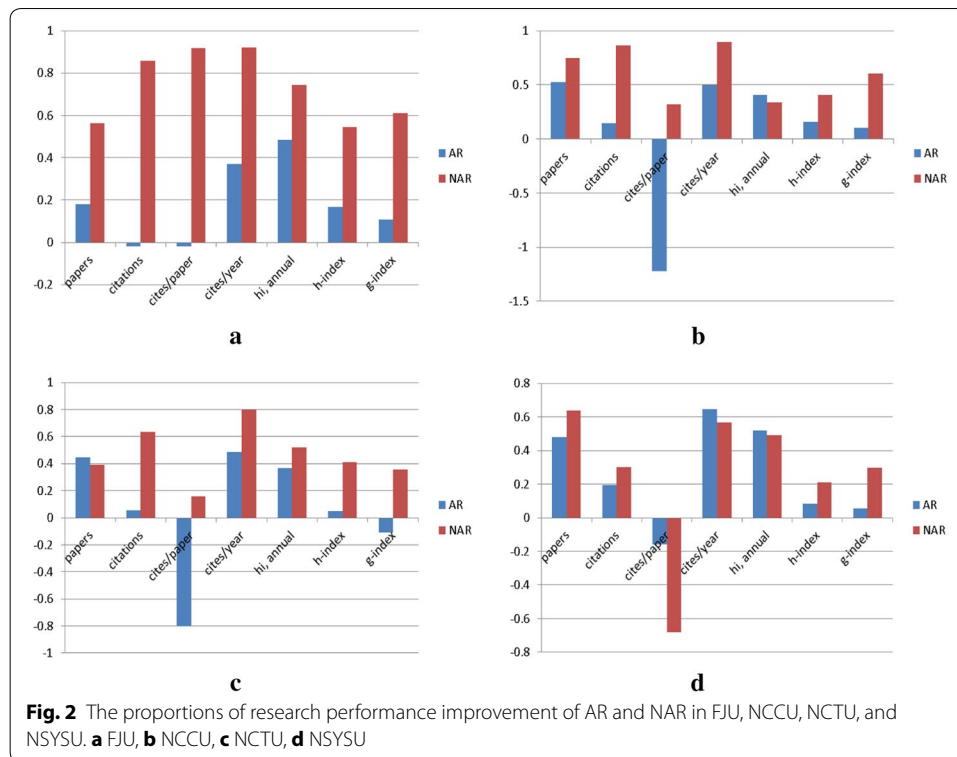 1
0.8
0.6
0.4
0.2
0
-0.2
papers
citations
cites/paper
cites/year
hi, annual
h-index
g-index
AR
NAR
a
1
0.5
0
-0.5
-1
-1.5
papers
citations
cites/paper
cites/year
hi, annual
h-index
g-index
AR
NAR
b
1
0.8
0.6
0.4
0.2
0
-0.2
-0.4
-0.6
-0.8
-1
papers
citations
cites/paper
cites/year
hi, annual
h-index
g-index
AR
NAR
c
0.8
0.6
0.4
0.2
0
-0.2
-0.4
-0.6
-0.8
papers
citations
cites/paper
cites/year
hi, annual
h-index
g-index
AR
NAR
d
Fig. 2 The proportions of research performance improvement of AR and NAR in FJU, NCCU, NCTU, and
NSYSU. a FJU, b NCCU, c NCTU, d NSYSU